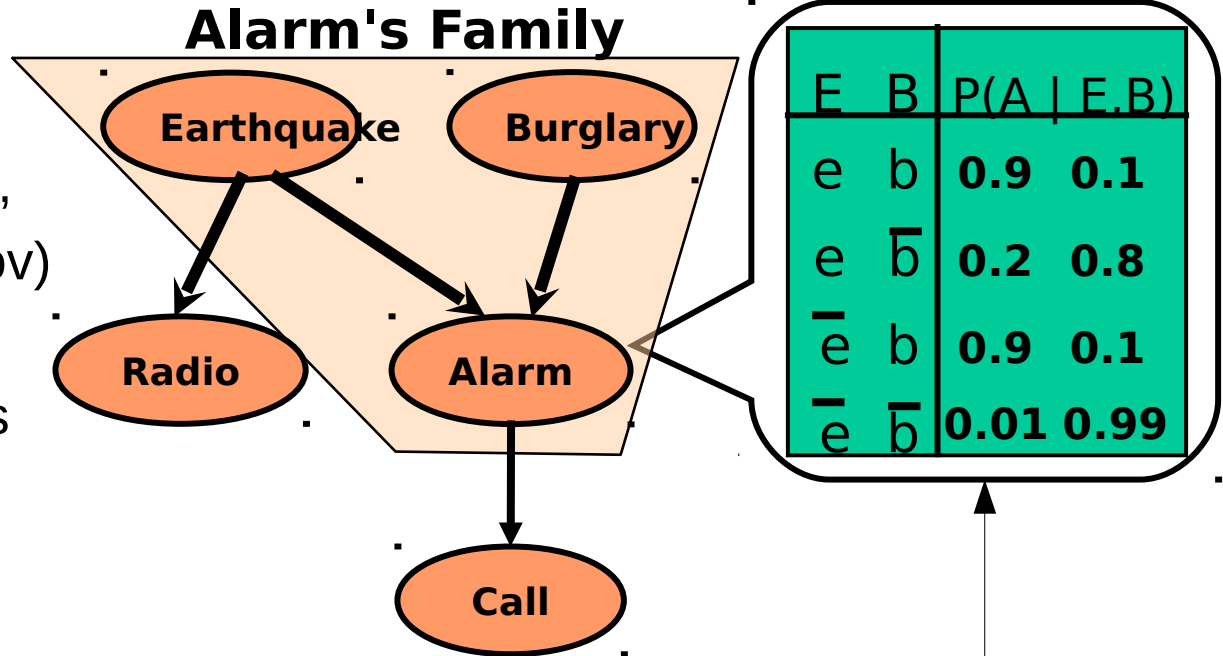 Alarm's Family
Earthquake
Burglary
,
ov)
Radio
Alarm
s
Call
E B P(A | E,B)
e b 0.9 0.1
e b̅ 0.2 0.8
e̅ b 0.9 0.1
e̅ b̅ 0.01 0.99